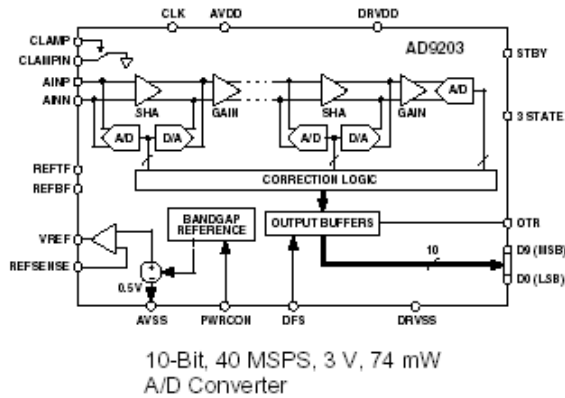 CLK AVDD DRVDD
CLAMP
CLAMPIN
AINP
AINN
AD9203
STBY
SHA GAIN SHA GAIN A/D
A/D D/A A/D D/A
3 STATE
REFTF
REFBF
CORRECTION LOGIC
BANDGAP
REFERENCE
OUTPUT BUFFERS
OTR
VREF
REFSENSE
+
-
0.5V
10
D9 (MSB)
D0 (LSB)
AVSS PWRCON DFS DRVSS
10-Bit, 40 MSPS, 3 V, 74 mW
A/D Converter